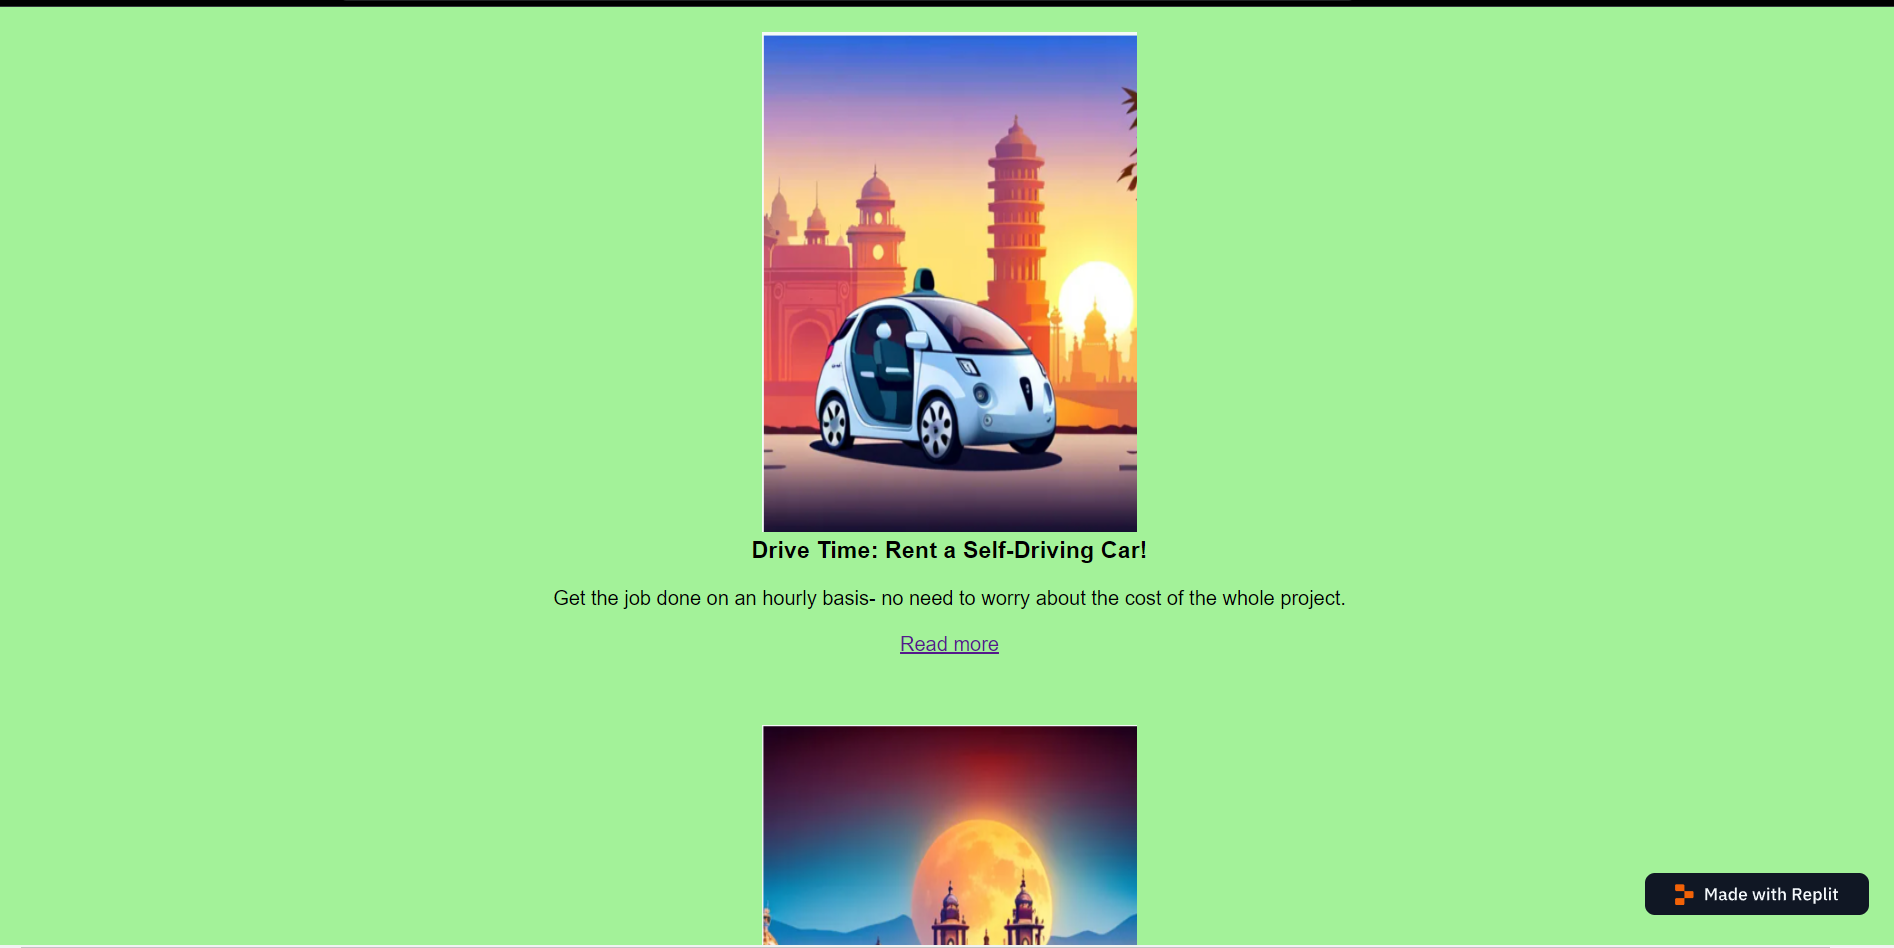 Drive Time: Rent a Self-Driving Car!
Get the job done on an hourly basis- no need to worry about the cost of the whole project.
Read more
Made with Replit